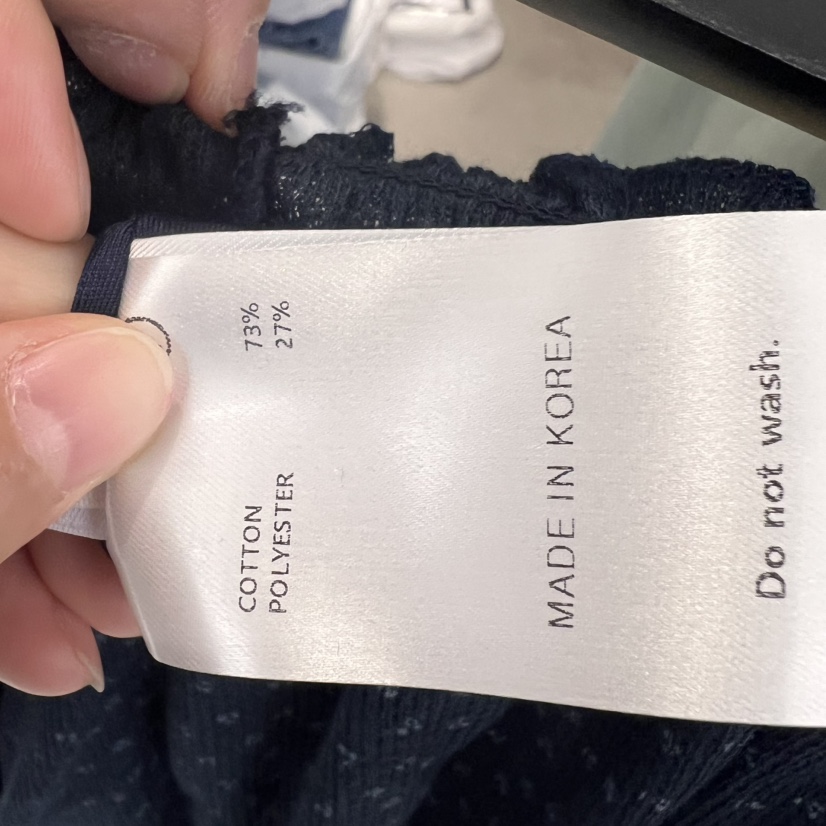 COTTON 73%
POLYESTER 27%
MADE IN KOREA
Do not wash.